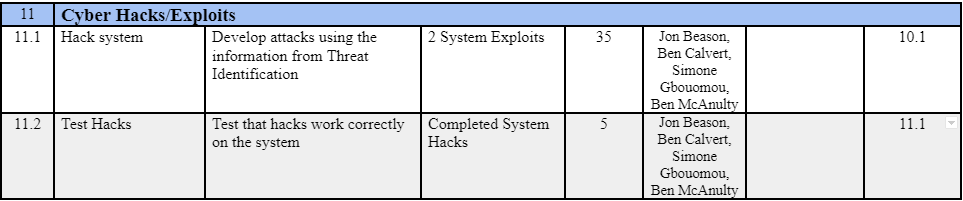 11 Cyber Hacks/Exploits
11.1 Hack system Develop attacks using the 2 System Exploits 35 Jon Beason, 10.1
information from Threat Ben Calvert,
Identification Simone
Gbouomou,
Ben McAnulty
11.2 Test Hacks Test that hacks work correctly Completed System 5 Jon Beason, 11.1
on the system Hacks Ben Calvert,
Simone
Gbouomou,
Ben McAnulty